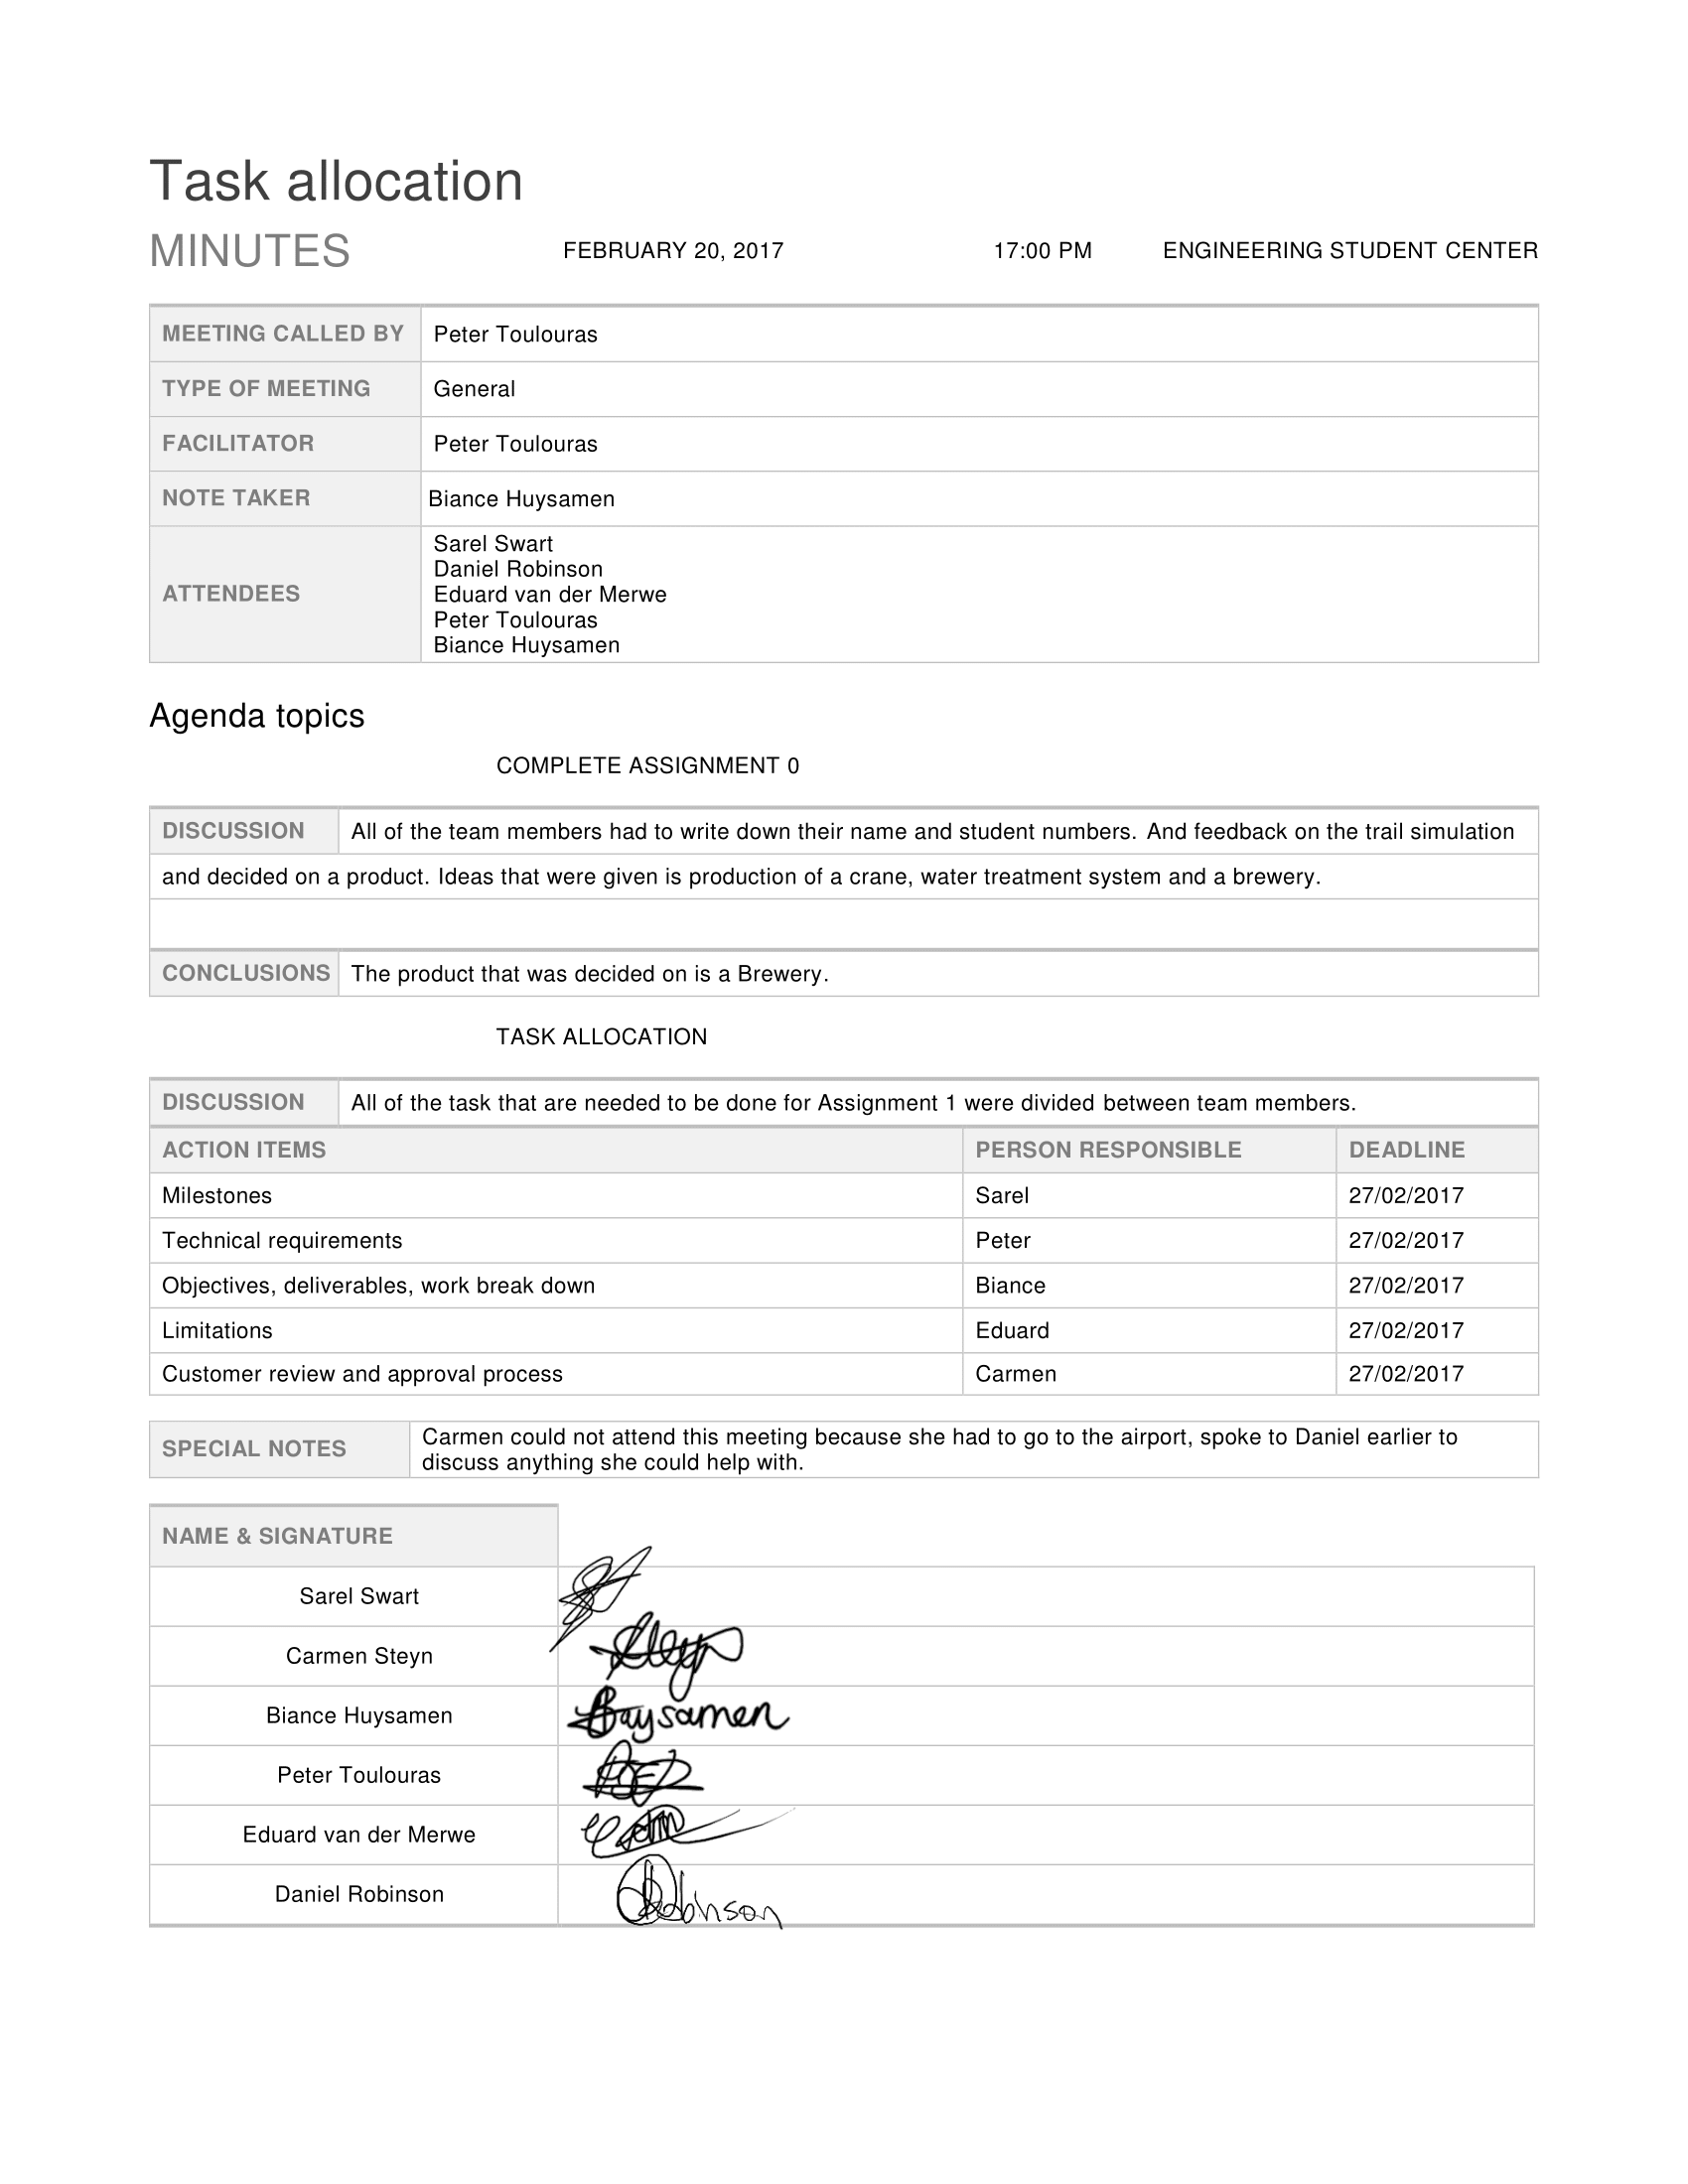 Task allocation
MINUTES FEBRUARY 20, 2017 17:00 PM ENGINEERING STUDENT CENTER
MEETING CALLED BY Peter Toulouras
TYPE OF MEETING General
FACILITATOR Peter Toulouras
NOTE TAKER Biance Huysamen
Sarel Swart
Daniel Robinson
ATTENDEES Eduard van der Merwe
Peter Toulouras
Biance Huysamen
Agenda topics
COMPLETE ASSIGNMENT 0
DISCUSSION All of the team members had to write down their name and student numbers. And feedback on the trail simulation
and decided on a product. Ideas that were given is production of a crane, water treatment system and a brewery.
CONCLUSIONS The product that was decided on is a Brewery.
TASK ALLOCATION
DISCUSSION All of the task that are needed to be done for Assignment 1 were divided between team members.
ACTION ITEMS PERSON RESPONSIBLE DEADLINE
Milestones Sarel 27/02/2017
Technical requirements Peter 27/02/2017
Objectives, deliverables, work break down Biance 27/02/2017
Limitations Eduard 27/02/2017
Customer review and approval process Carmen 27/02/2017
SPECIAL NOTES Carmen could not attend this meeting because she had to go to the airport, spoke to Daniel earlier to
discuss anything she could help with.
NAME & SIGNATURE
Sarel Swart
Carmen Steyn Steyn
Biance Huysamen Huysamen
Peter Toulouras
Eduard van der Merwe
Daniel Robinson Robinson